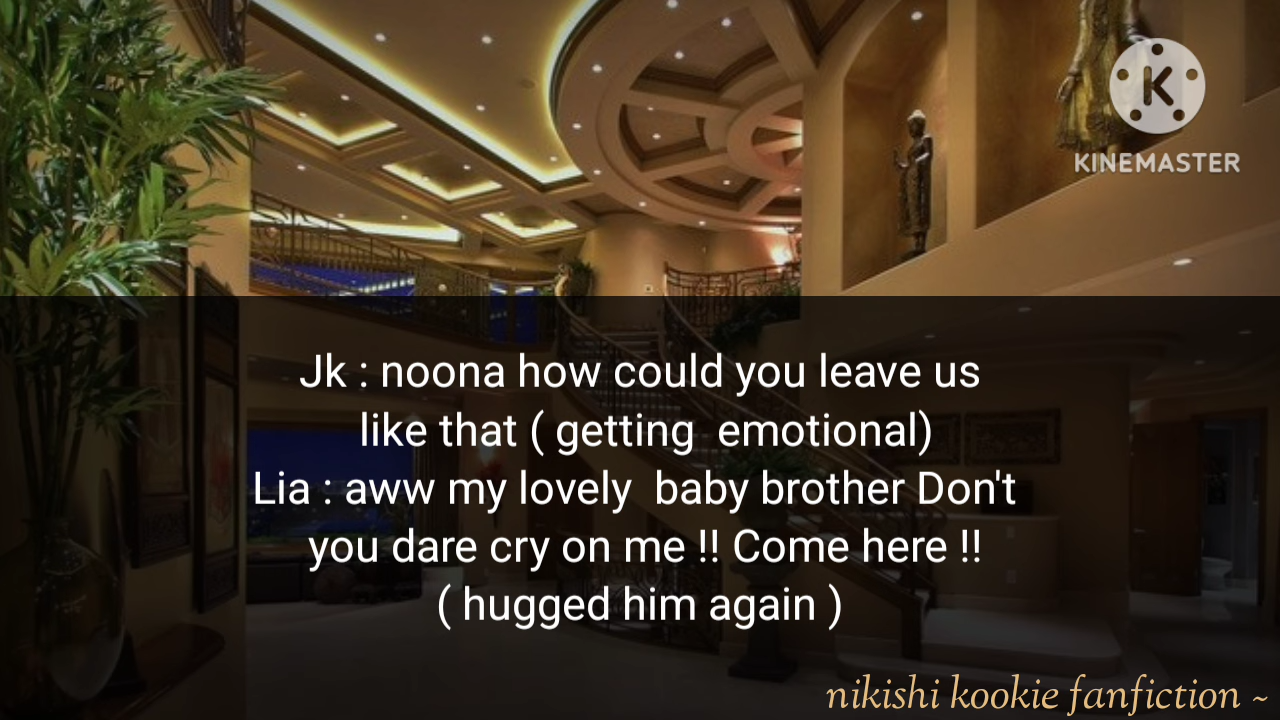 K
KINEMASTER
Jk : noona how could you leave us
like that ( getting  emotional)
Lia : aww my lovely  baby brother Don't
you dare cry on me !! Come here !!
( hugged him again )
nikishi kookie fanfiction ~